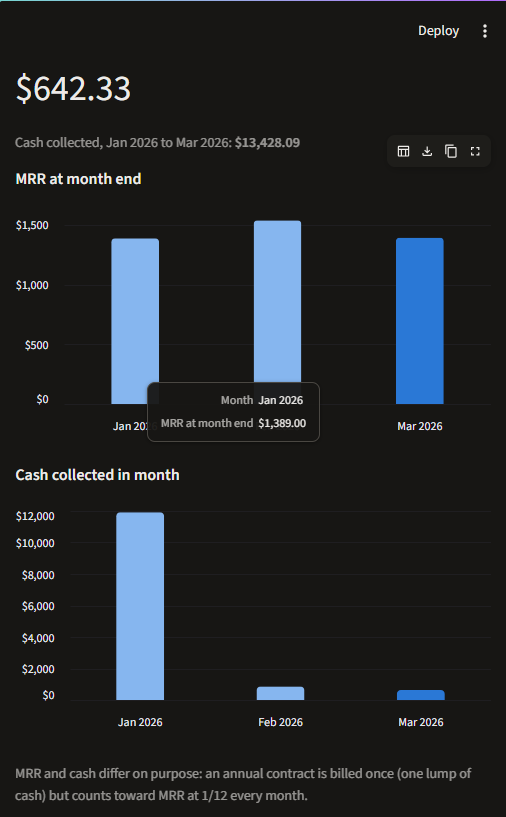 Deploy
$642.33
Cash collected, Jan 2026 to Mar 2026: $13,428.09
MRR at month end
$1,500
$1,000
$500
$0
Jan 20
Mar 2026
Month Jan 2026
MRR at month end $1,389.00
Cash collected in month
$12,000
$10,000
$8,000
$6,000
$4,000
$2,000
$0
Jan 2026 Feb 2026 Mar 2026
MRR and cash differ on purpose: an annual contract is billed once (one lump of
cash) but counts toward MRR at 1/12 every month.